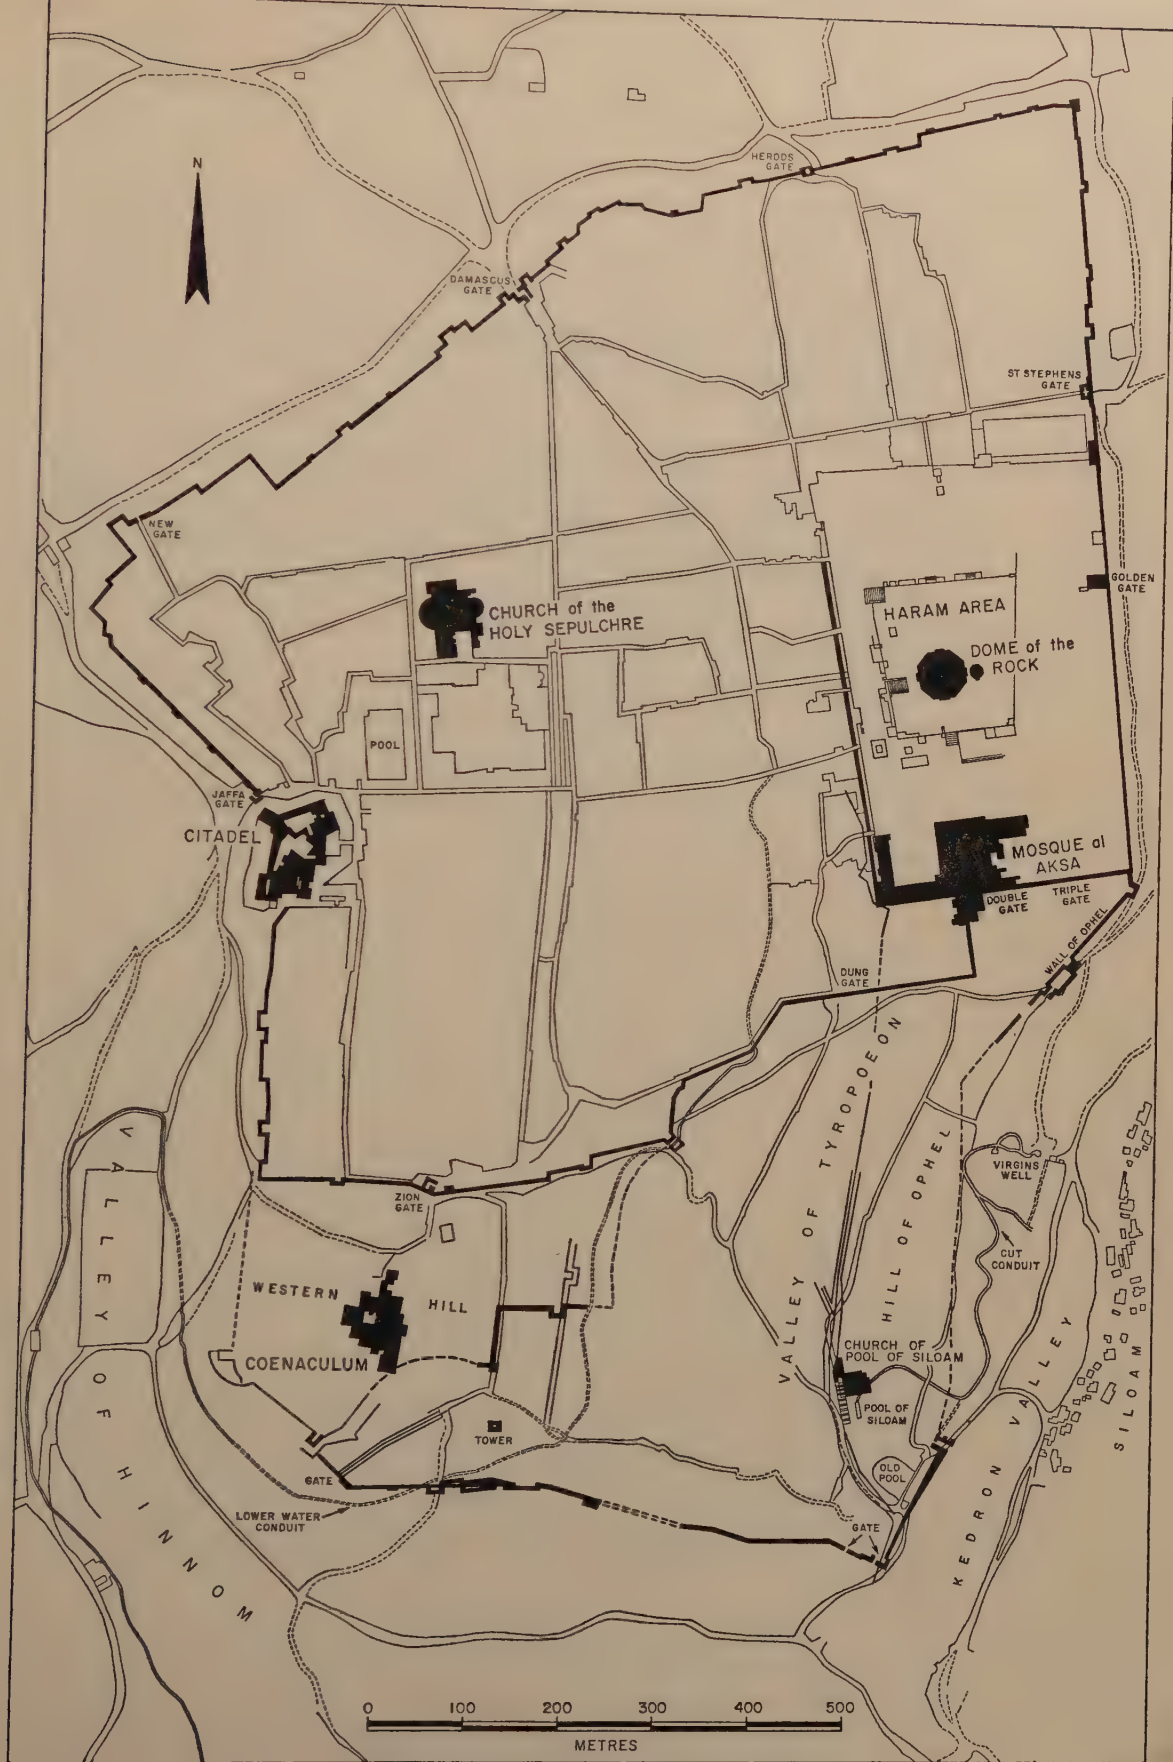 N
HERODS
GATE
DAMASCUS
GATE
ST STEPHENS
GATE
NEW
GATE
GOLDEN
GATE
HARAM AREA
CHURCH of the
HOLY SEPULCHRE
DOME of the
ROCK
POOL
JAFFA
GATE
CITADEL
MOSQUE al
AKSA
DOUBLE
GATE
TRIPLE
GATE
WALL OF OPHEL
DUNG
GATE
VALLEY OF TYROPOEON
HILL OF OPHEL
VIRGINS
WELL
CUT
CONDUIT
ZION
GATE
WESTERN HILL
COENACULUM
VALLEY OF HINNOM
CHURCH OF
POOL OF SILOAM
POOL OF
SILOAM
SILOAM
TOWER
OLD
POOL
GATE
LOWER WATER
CONDUIT
GATE
KEDRON VALLEY
0 100 200 300 400 500
METRES